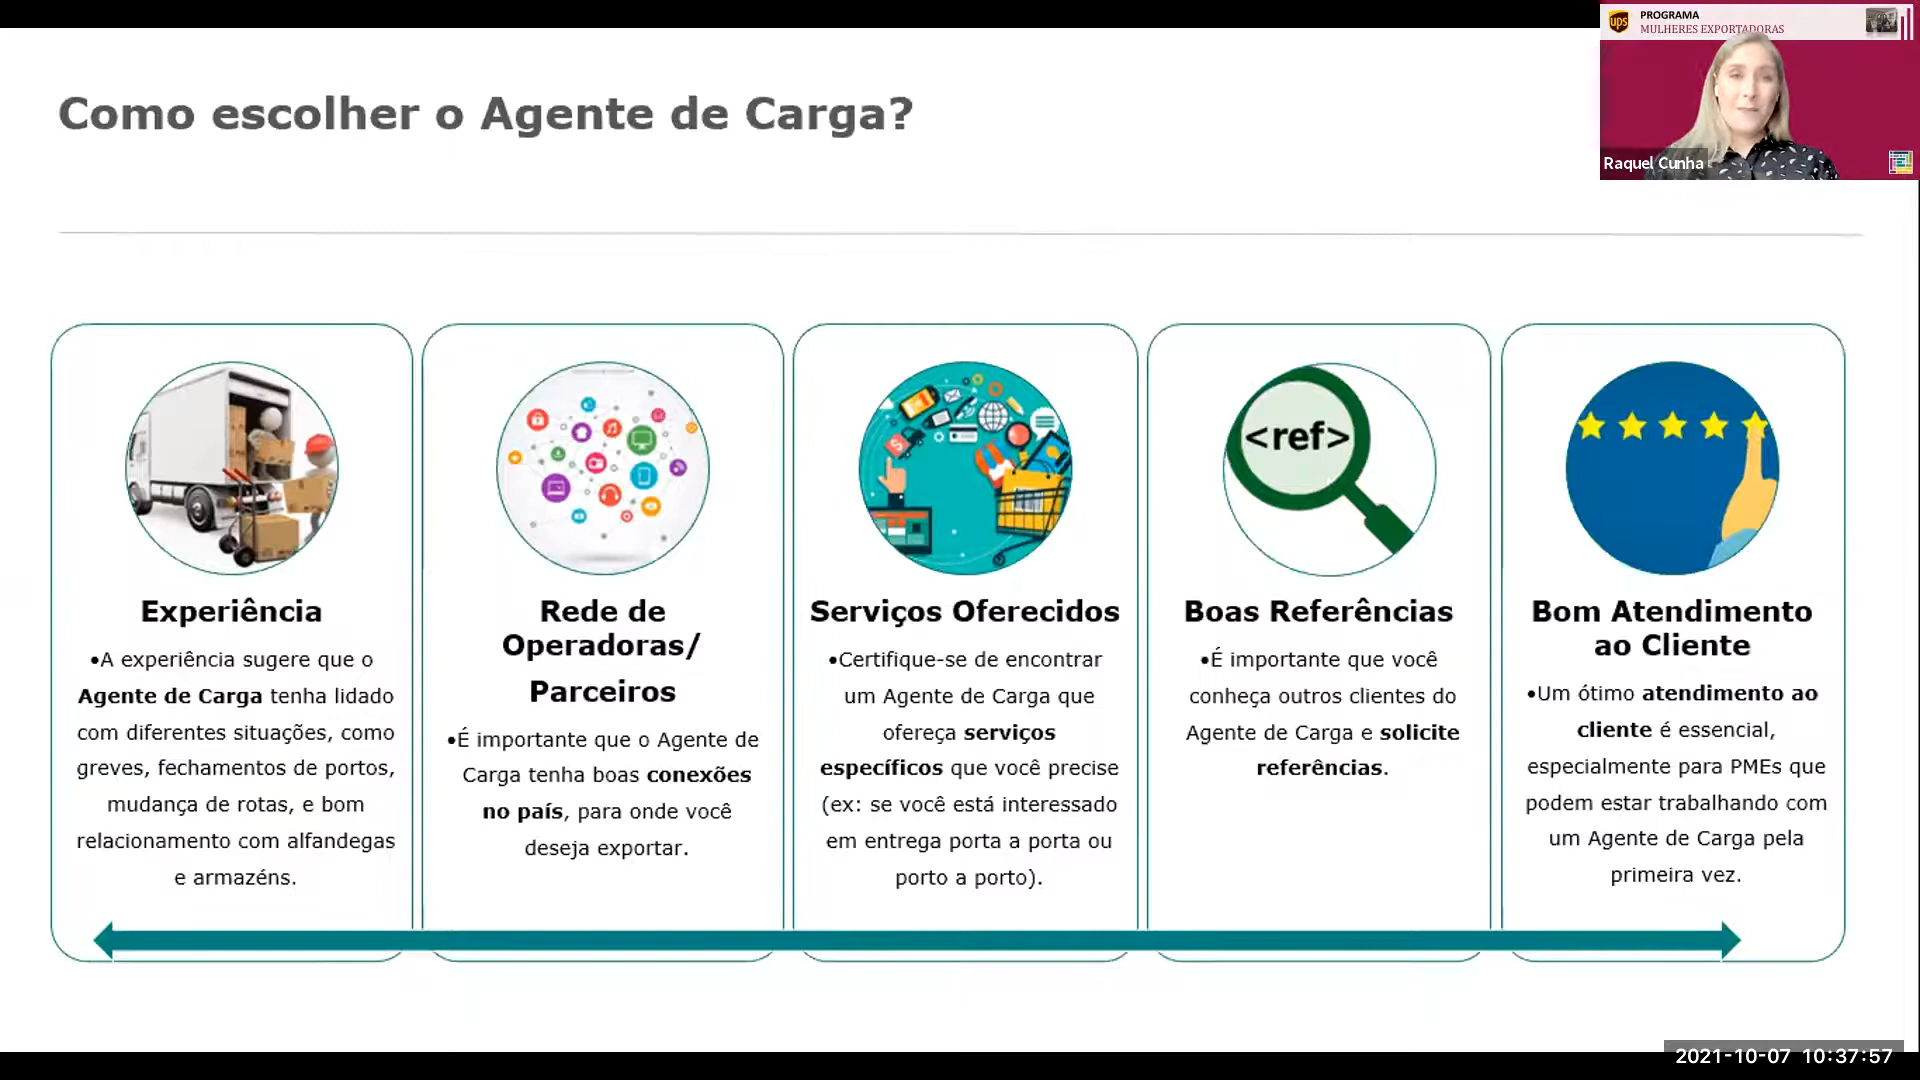 ups
PROGRAMA
MULHERES EXPORTADORAS
Raquel Cunha
Como escolher o Agente de Carga?
Experiência
•A experiência sugere que o
Agente de Carga tenha lidado
com diferentes situações, como
greves, fechamentos de portos,
mudança de rotas, e bom
relacionamento com alfandegas
e armazéns.
Rede de
Operadoras/
Parceiros
•É importante que o Agente de
Carga tenha boas conexões
no país, para onde você
deseja exportar.
Serviços Oferecidos
•Certifique-se de encontrar
um Agente de Carga que
ofereça serviços
específicos que você precise
(ex: se você está interessado
em entrega porta a porta ou
porto a porto).
<ref>
Boas Referências
•É importante que você
conheça outros clientes do
Agente de Carga e solicite
referências.
Bom Atendimento
ao Cliente
•Um ótimo atendimento ao
cliente é essencial,
especialmente para PMEs que
podem estar trabalhando com
um Agente de Carga pela
primeira vez.
2021-10-07 10:37:57